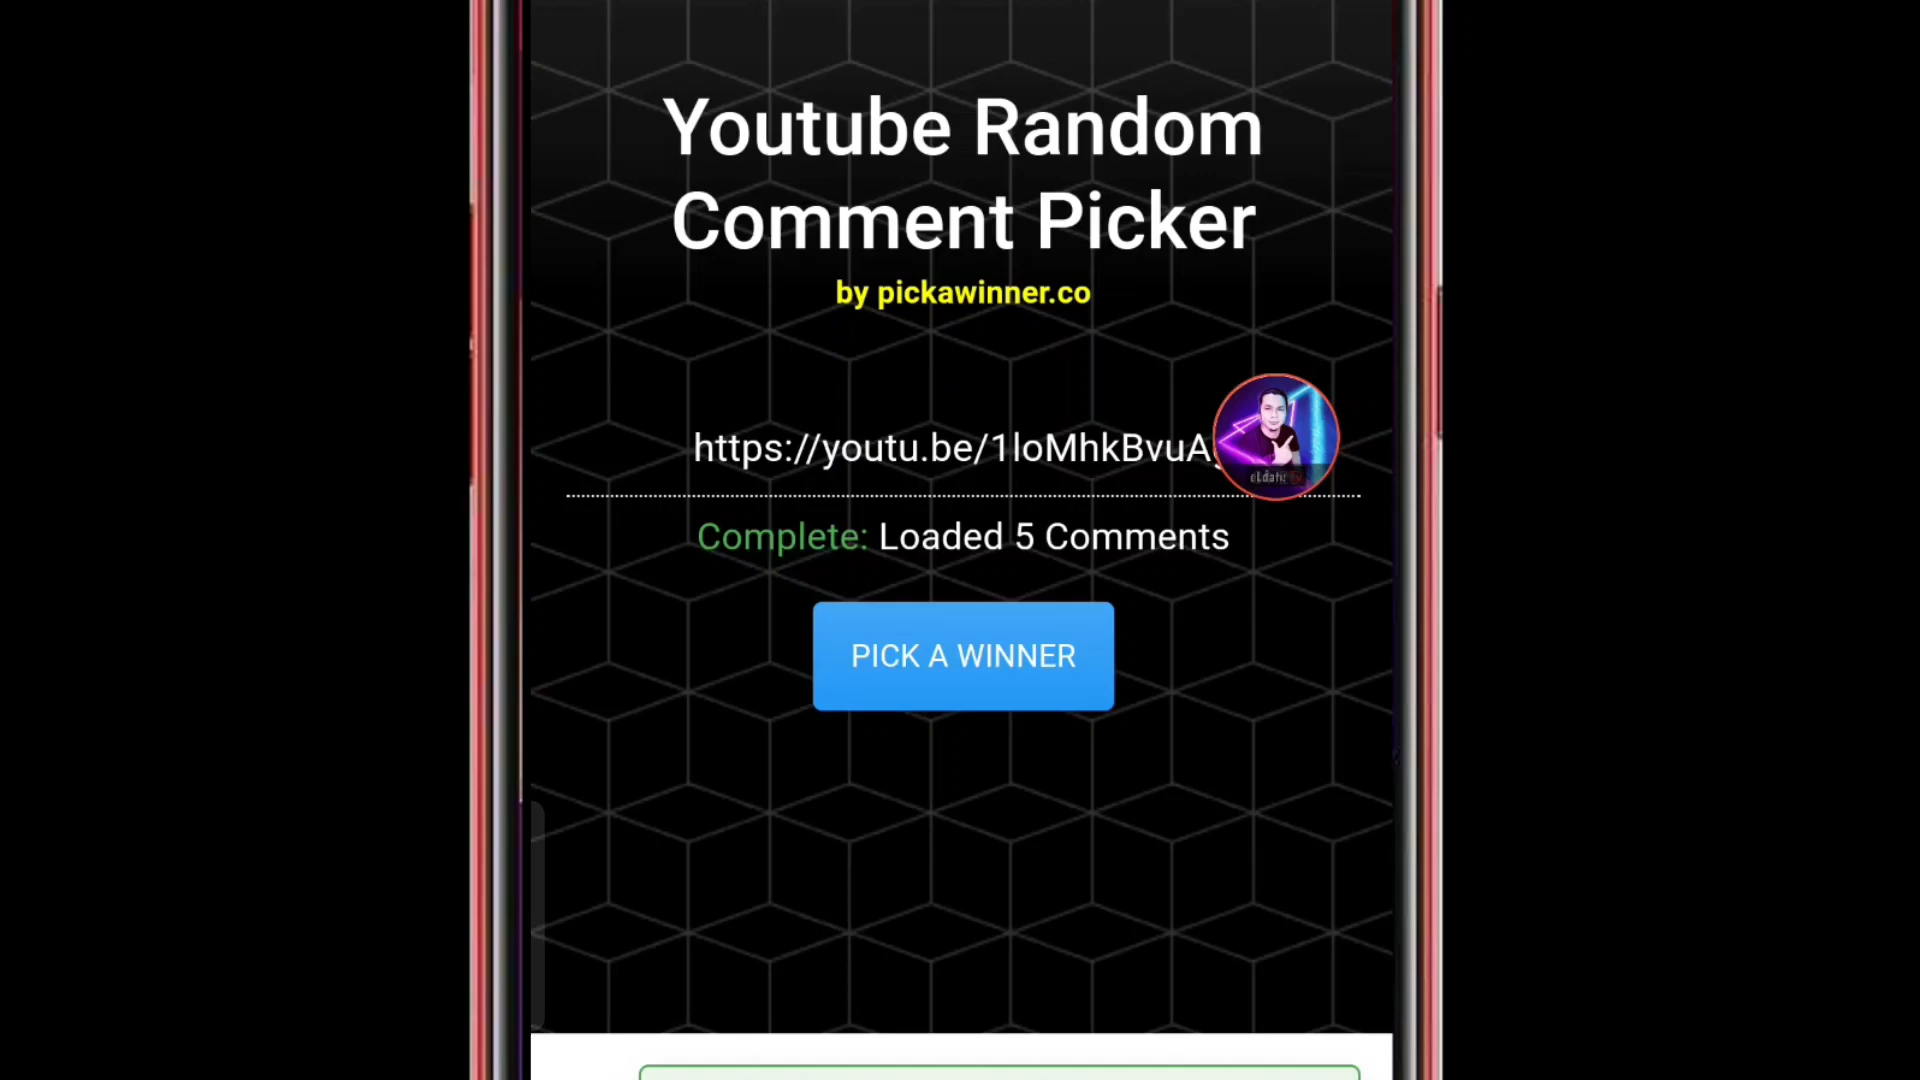 Youtube Random
Comment Picker
by pickawinner.co
https://youtu.be/1loMhkBvuA
Complete: Loaded 5 Comments
PICK A WINNER